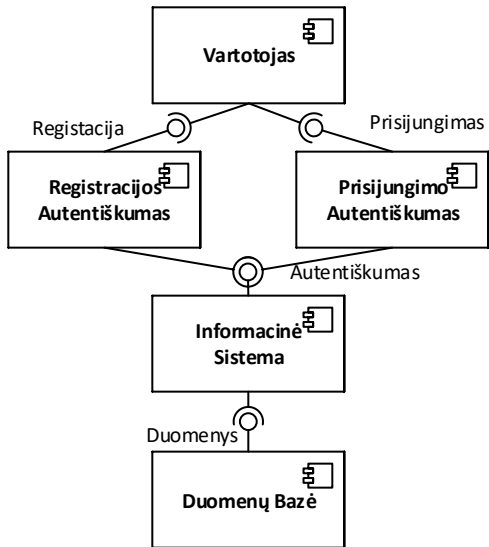 Vartotojas
Registacija
Prisijungimas
Registracijos
Autentiškumas
Prisijungimo
Autentiškumas
Autentiškumas
Informacinė
Sistema
Duomenys
Duomenų Bazė